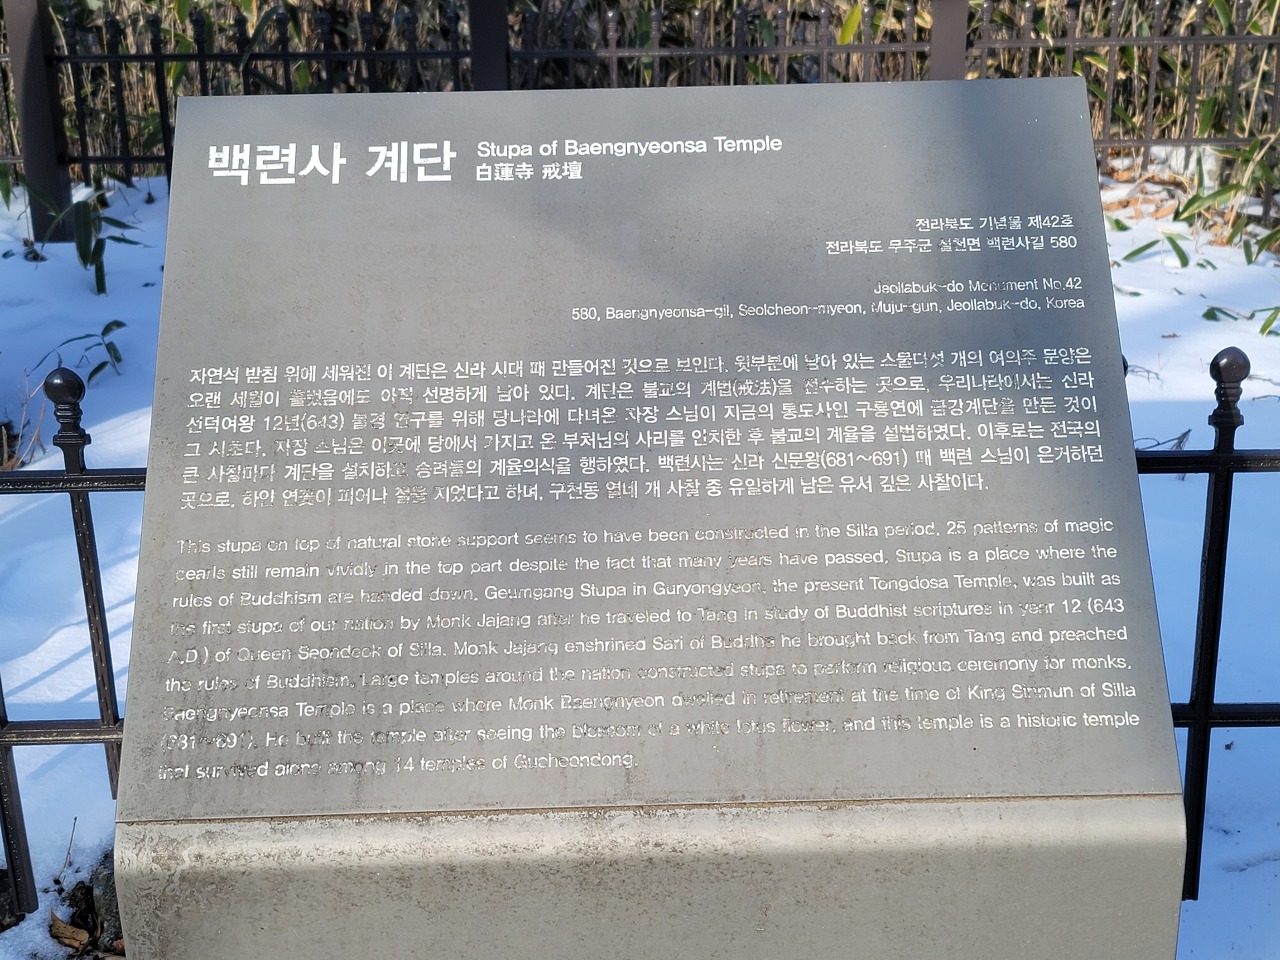 백련사 계단 Stupa of Baengnyeonsa Temple
白蓮寺 戒壇
전라북도 기념물 제42호
전라북도 무주군 설천면 백련사길 580
Jeollabuk-do Monument No.42
580, Baengnyeonsa-gil, Seolcheon-myeon, Muju-gun, Jeollabuk-do, Korea
자연석 받침 위에 세워진 이 계단은 신라 시대 때 만들어진 것으로 보인다. 윗부분에 남아 있는 스물다섯 개의 여의주 문양은
오랜 세월이 흘렀음에도 아직 선명하게 남아 있다. 계단은 불교의 계법(戒法)을 전수하는 곳으로, 우리나라에서는 신라
선덕여왕 12년(643) 불경 연구를 위해 당나라에 다녀온 자장 스님이 지금의 통도사인 구룡연에 금강계단을 만든 것이
그 시초다. 자장 스님은 이곳에 당에서 가지고 온 부처님의 사리를 안치한 후 불교의 계율을 설법하였다. 이후로는 전국의
큰 사찰마다 계단을 설치하고 승려들의 계율의식을 행하였다. 백련사는 신라 신문왕(681~691) 때 백련 스님이 은거하던
곳으로, 하얀 연꽃이 피어나 절을 지었다고 하며, 구천동 열네 개 사찰 중 유일하게 남은 유서 깊은 사찰이다.
This stupa on top of natural stone support seems to have been constructed in the Silla period. 25 patterns of magic
pearls still remain vividly in the top part despite the fact that many years have passed. Stupa is a place where the
rules of Buddhism are handed down. Geumgang Stupa in Guryongyeon, the present Tongdosa Temple, was built as
the first stupa of our nation by Monk Jajang after he traveled to Tang in study of Buddhist scriptures in year 12 (643
A.D.) of Queen Seondeok of Silla. Monk Jajang enshrined Sari of Buddha he brought back from Tang and preached
the rules of Buddhism. Large temples around the nation constructed stupa to perform religious ceremony for monks.
Baengnyeonsa Temple is a place where Monk Baengnyeon dwelled in retirement at the time of King Sinmun of Silla
(681~691). He built the temple after seeing the blossom of a white lotus flower, and this temple is a historic temple
that survived alone among 14 temples of Gucheondong.